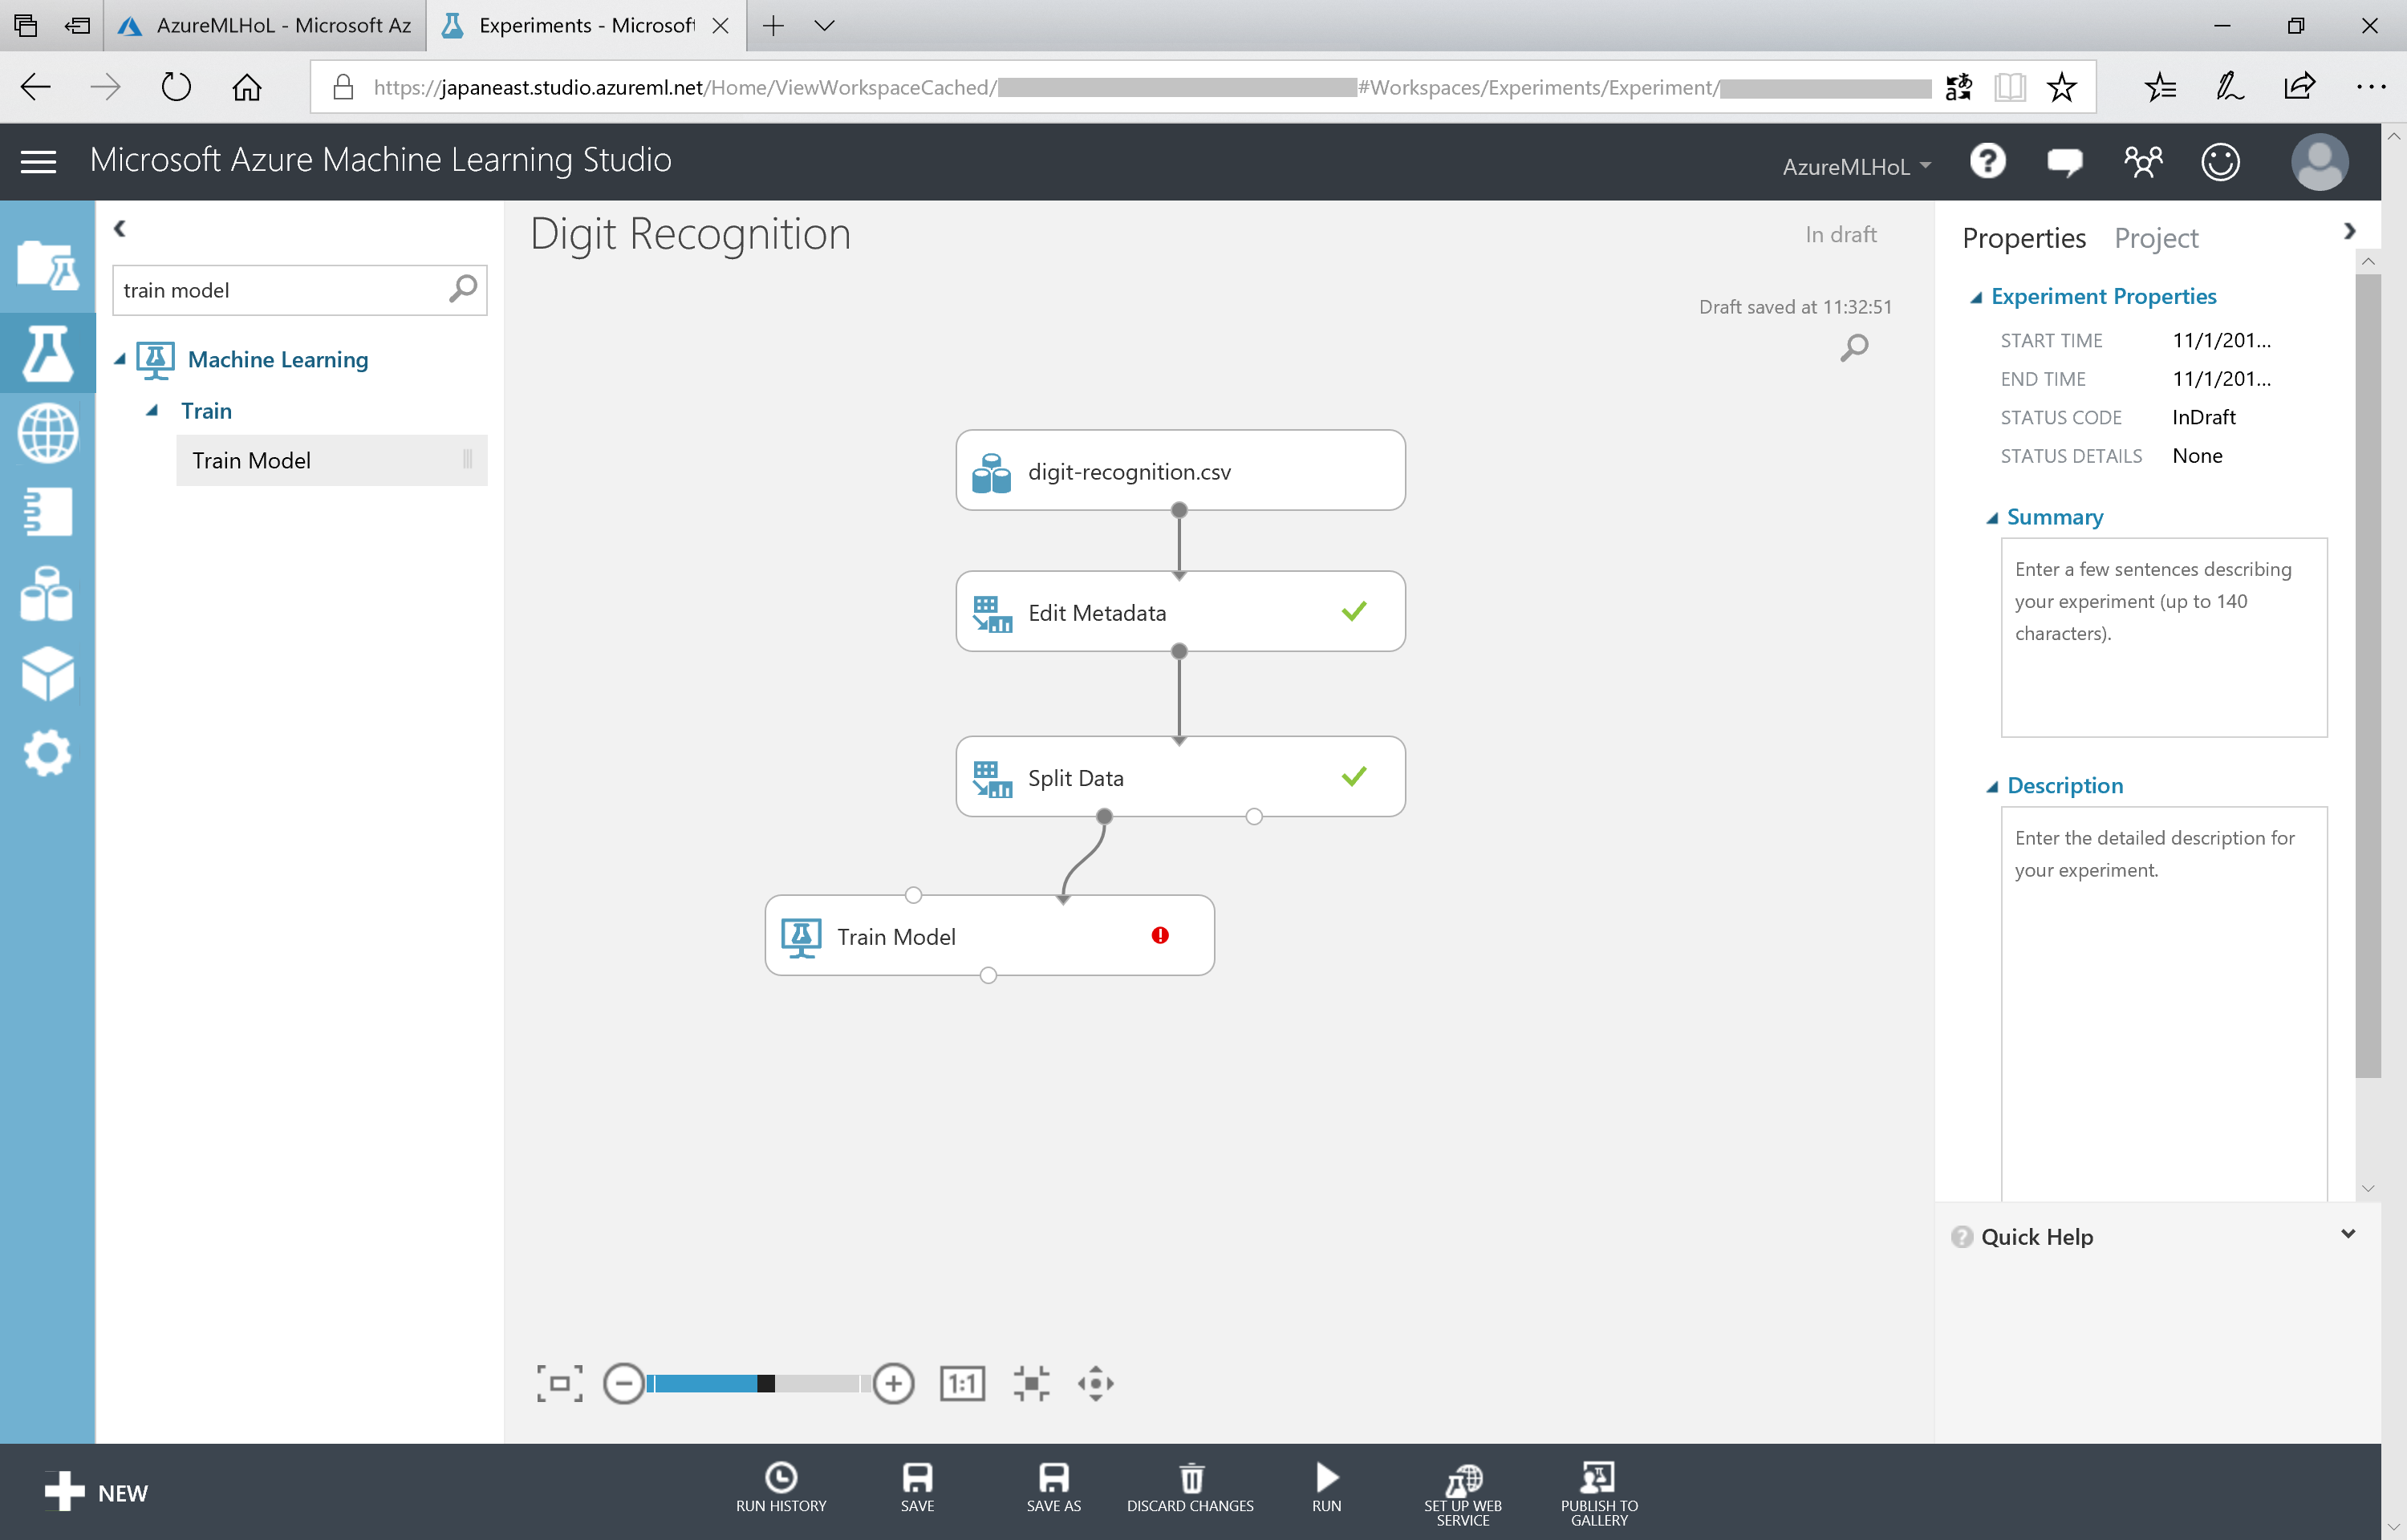 AzureMLHoL - Microsoft Az
Experiments - Microsoft
https://japaneast.studio.azureml.net/Home/ViewWorkspaceCached/ #Workspaces/Experiments/Experiment/
Microsoft Azure Machine Learning Studio
AzureMLHoL
train model
Machine Learning
Train
Train Model
Digit Recognition
In draft
Draft saved at 11:32:51
digit-recognition.csv
Edit Metadata
Split Data
Train Model
1:1
Properties Project
Experiment Properties
START TIME 11/1/201...
END TIME 11/1/201...
STATUS CODE InDraft
STATUS DETAILS None
Summary
Enter a few sentences describing
your experiment (up to 140
characters).
Description
Enter the detailed description for
your experiment.
Quick Help
NEW
RUN HISTORY
SAVE
SAVE AS
DISCARD CHANGES
RUN
SET UP WEB
SERVICE
PUBLISH TO
GALLERY